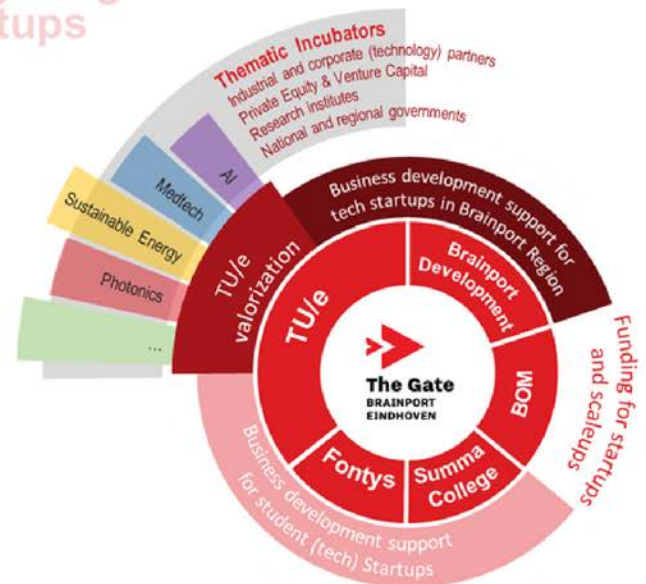 tups
Thematic Incubators
Industrial and corporate (technology) partners
Private Equity & Venture Capital
Research institutes
National and regional governments
AI
Medtech
Sustainable Energy
Photonics
...
TU/e
valorization
Business development support for
tech startups in Brainport Region
TU/e
Brainport
Development
BOM
Summa
College
Fontys
The Gate
BRAINPORT
EINDHOVEN
Funding for startups
and scaleups
Business development support
for student (tech) Startups